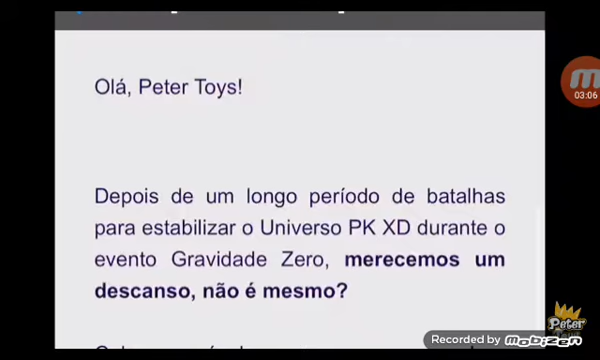 Olá, Peter Toys!
Depois de um longo período de batalhas
para estabilizar o Universo PK XD durante o
evento Gravidade Zero, merecemos um
descanso, não é mesmo?
03:06
Peter
Toys
Recorded by Mobizen